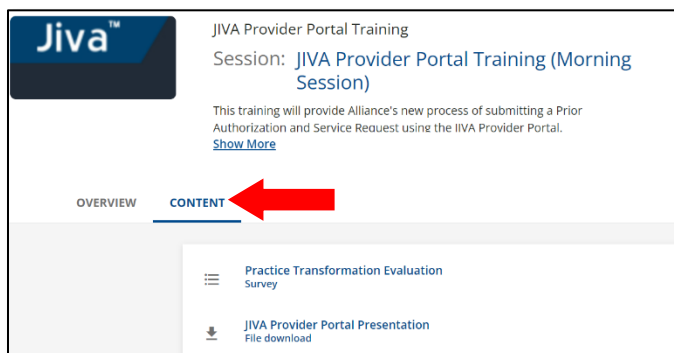 Jiva™
JIVA Provider Portal Training
Session: JIVA Provider Portal Training (Morning
Session)
This training will provide Alliance's new process of submitting a Prior
Authorization and Service Request using the JIVA Provider Portal.
Show More
OVERVIEW CONTENT
Practice Transformation Evaluation
Survey
JIVA Provider Portal Presentation
File download